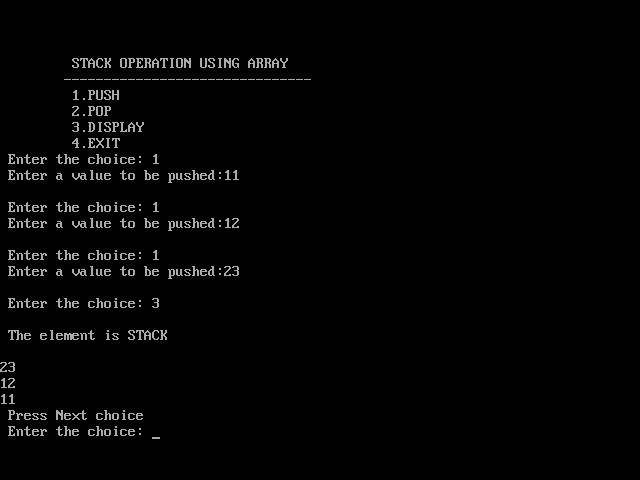 STACK OPERATION USING ARRAY
-------------------------------
1.PUSH
2.POP
3.DISPLAY
4.EXIT
Enter the choice: 1
Enter a value to be pushed:11
Enter the choice: 1
Enter a value to be pushed:12
Enter the choice: 1
Enter a value to be pushed:23
Enter the choice: 3
The element is STACK
23
12
11
Press Next choice
Enter the choice: _